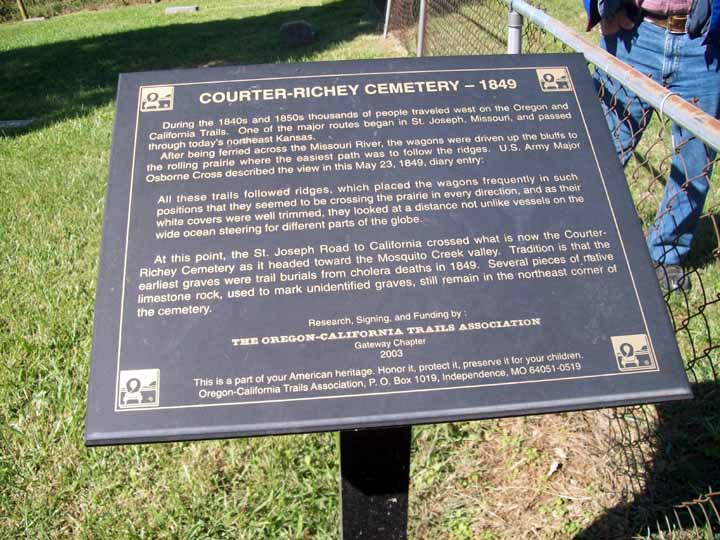 COURTER-RICHEY CEMETERY – 1849
During the 1840s and 1850s thousands of people traveled west on the Oregon and
California Trails. One of the major routes began in St. Joseph, Missouri, and passed
through today's northeast Kansas.
After being ferried across the Missouri River, the wagons were driven up the bluffs to
the rolling prairie where the easiest path was to follow the ridges. U.S. Army Major
Osborne Cross described the view in this May 23, 1849, diary entry:
All these trails followed ridges, which placed the wagons frequently in such
positions that they seemed to be crossing the prairie in every direction, and as their
white covers were well trimmed, they looked at a distance not unlike vessels on the
wide ocean steering for different parts of the globe.
At this point, the St. Joseph Road to California crossed what is now the Courter-
Richey Cemetery as it headed toward the Mosquito Creek valley. Tradition is that the
earliest graves were trail burials from cholera deaths in 1849. Several pieces of native
limestone rock, used to mark unidentified graves, still remain in the northeast corner of
the cemetery.
Research, Signing, and Funding by :
THE OREGON-CALIFORNIA TRAILS ASSOCIATION
Gateway Chapter
2003
This is a part of your American heritage. Honor it, protect it, preserve it for your children.
Oregon-California Trails Association, P. O. Box 1019, Independence, MO 64051-0519